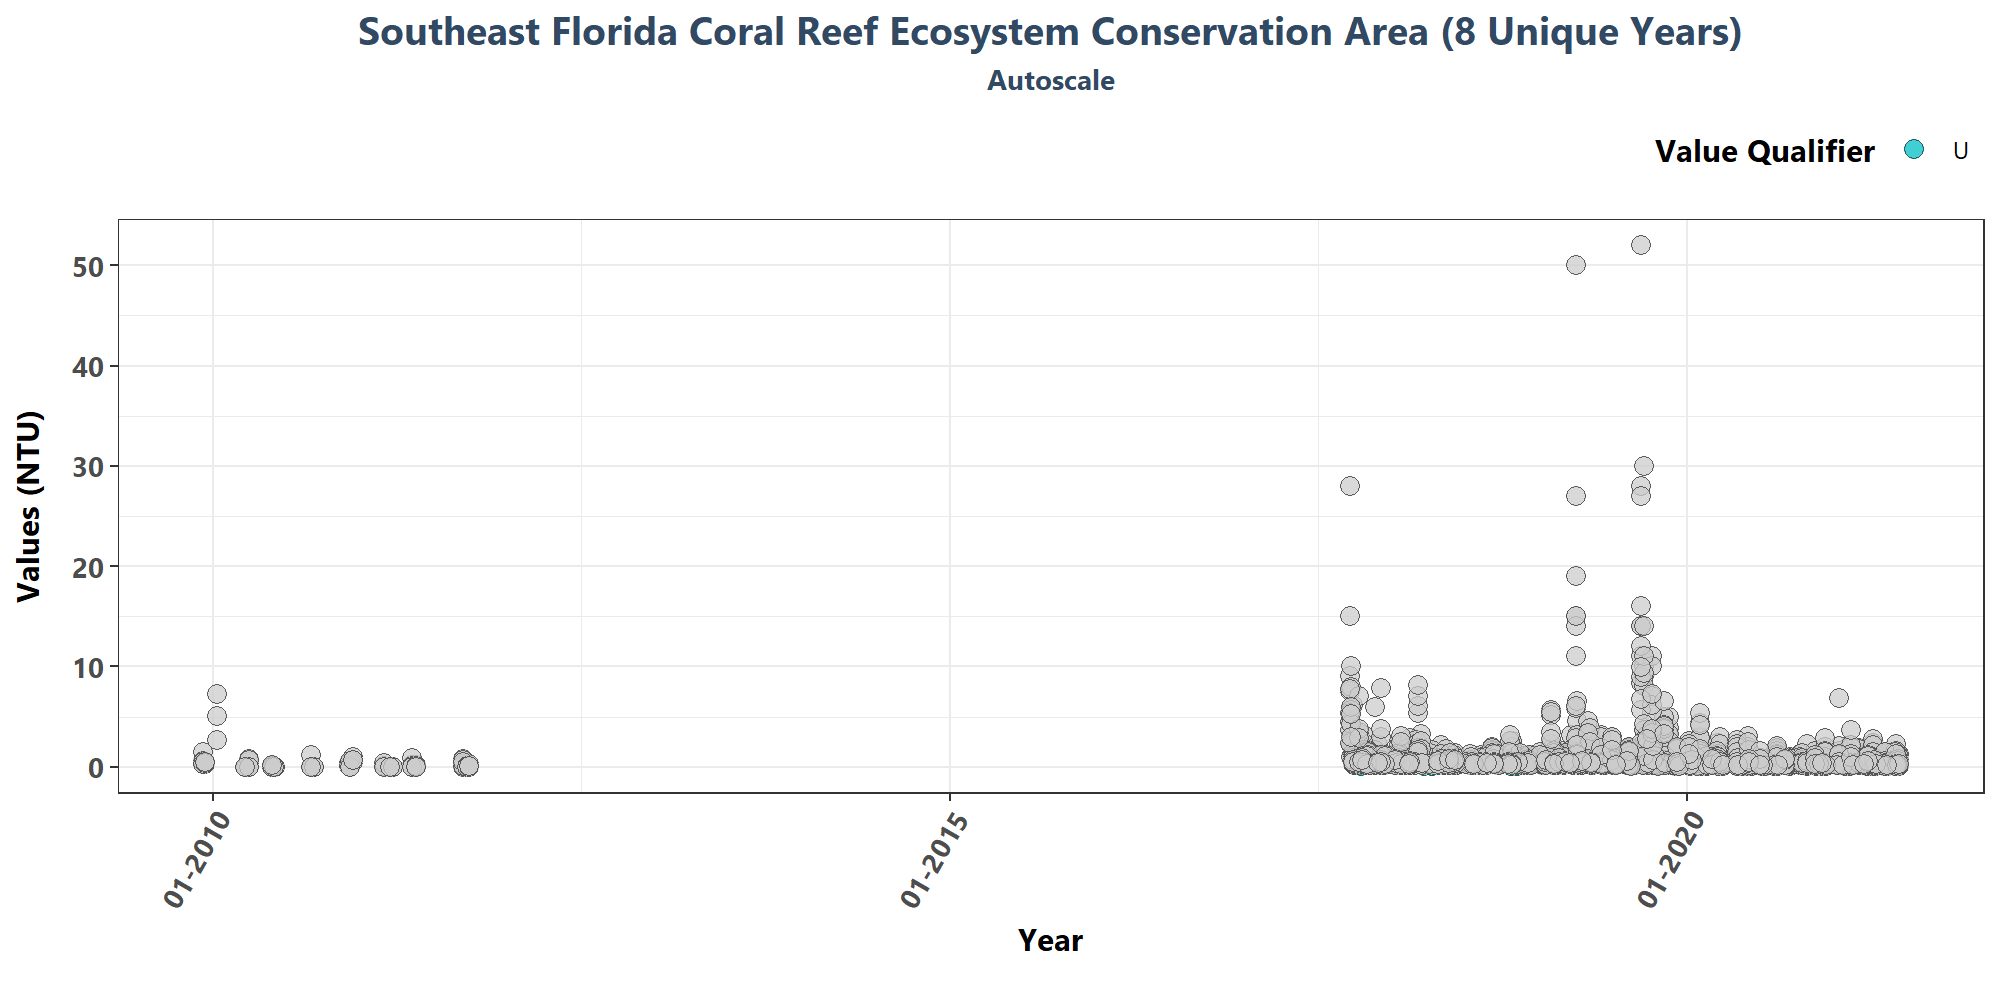 Southeast Florida Coral Reef Ecosystem Conservation Area (8 Unique Years)
Autoscale
Value Qualifier U
Values (NTU)
50
40
30
20
10
0
01-2010 01-2015 01-2020
Year